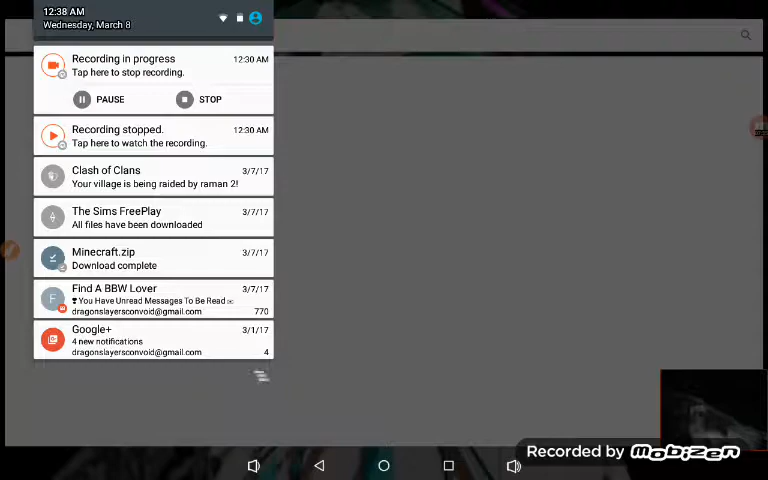 12:38 AM
Wednesday, March 8
Recording in progress 12:30 AM
Tap here to stop recording.
PAUSE STOP
Recording stopped. 12:30 AM
Tap here to watch the recording.
Clash of Clans 3/7/17
Your village is being raided by raman 2!
The Sims FreePlay 3/7/17
All files have been downloaded
Minecraft.zip 3/7/17
Download complete
F
Find A BBW Lover 3/7/17
❣You Have Unread Messages To Be Read ✉
dragonslayersconvoid@gmail.com 770
Google+ 3/1/17
4 new notifications
dragonslayersconvoid@gmail.com 4
Recorded by Mobizen